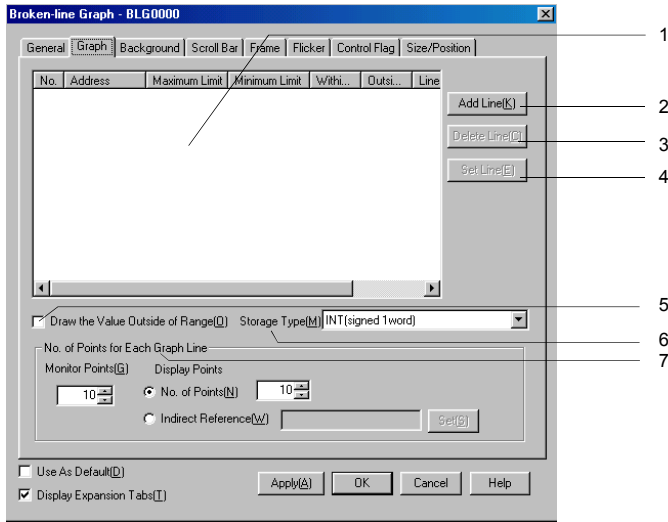 Broken-line Graph - BLG0000
General Graph Background Scroll Bar Frame Flicker Control Flag Size/Position
1
No. Address Maximum Limit Minimum Limit Withi... Outsi... Line
Add Line(K) 2
Delete Line(C) 3
Set Line(E) 4
5
Draw the Value Outside of Range(O) Storage Type(M) INT(signed 1word)
6
No. of Points for Each Graph Line 7
Monitor Points(G) Display Points
10 No. of Points(N) 10
Indirect Reference(W) Set(S)
Use As Default(D)
Display Expansion Tabs(T) Apply(A) OK Cancel Help